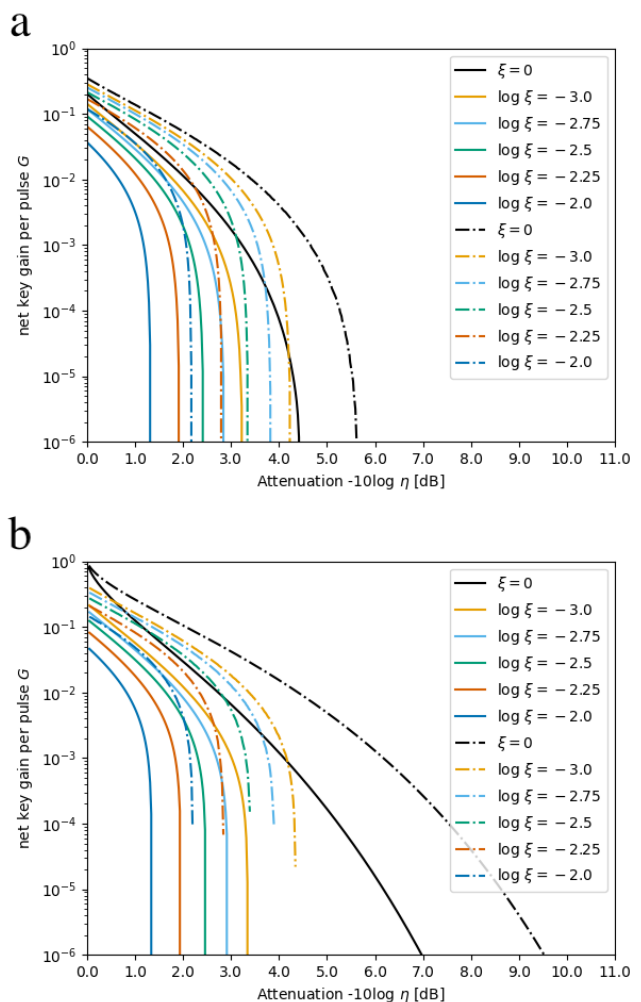 a
10⁰
10⁻¹
10⁻²
10⁻³
10⁻⁴
10⁻⁵
10⁻⁶
net key gain per pulse G
ξ = 0
log ξ = −3.0
log ξ = −2.75
log ξ = −2.5
log ξ = −2.25
log ξ = −2.0
ξ = 0
log ξ = −3.0
log ξ = −2.75
log ξ = −2.5
log ξ = −2.25
log ξ = −2.0
0.0 1.0 2.0 3.0 4.0 5.0 6.0 7.0 8.0 9.0 10.0 11.0
Attenuation -10log η [dB]
b
10⁰
10⁻¹
10⁻²
10⁻³
10⁻⁴
10⁻⁵
10⁻⁶
net key gain per pulse G
ξ = 0
log ξ = −3.0
log ξ = −2.75
log ξ = −2.5
log ξ = −2.25
log ξ = −2.0
ξ = 0
log ξ = −3.0
log ξ = −2.75
log ξ = −2.5
log ξ = −2.25
log ξ = −2.0
0.0 1.0 2.0 3.0 4.0 5.0 6.0 7.0 8.0 9.0 10.0 11.0
Attenuation -10log η [dB]